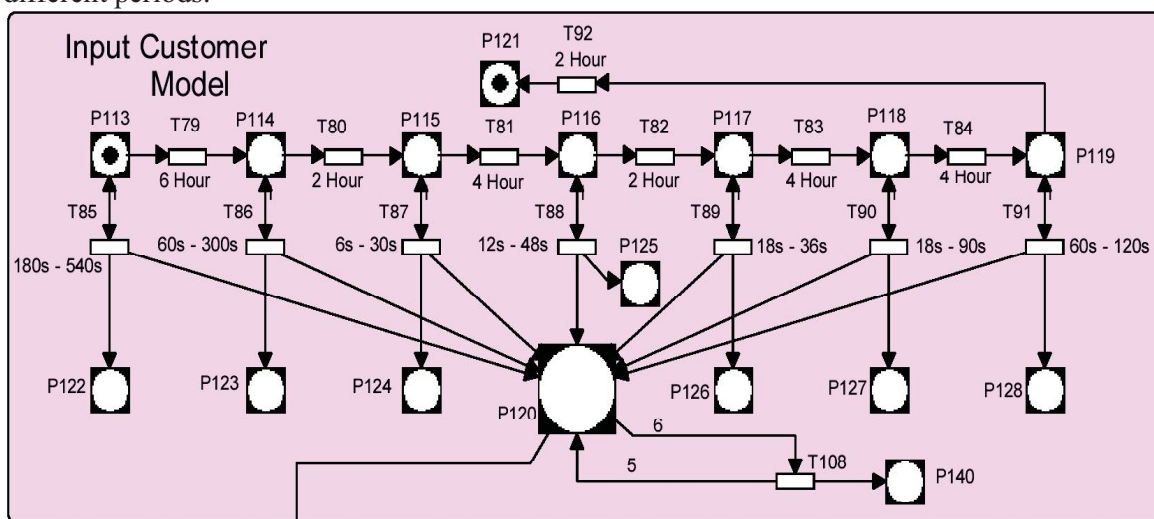 different periods.
Input Customer
Model
P121
T92
2 Hour
P113
T79
P114
T80
P115
T81
P116
T82
P117
T83
P118
T84
P119
6 Hour
2 Hour
4 Hour
2 Hour
4 Hour
4 Hour
T85
T86
T87
T88
T89
T90
T91
180s - 540s
60s - 300s
6s - 30s
12s - 48s
P125
18s - 36s
18s - 90s
60s - 120s
P122
P123
P124
P120
P126
P127
P128
6
5
T108
P140